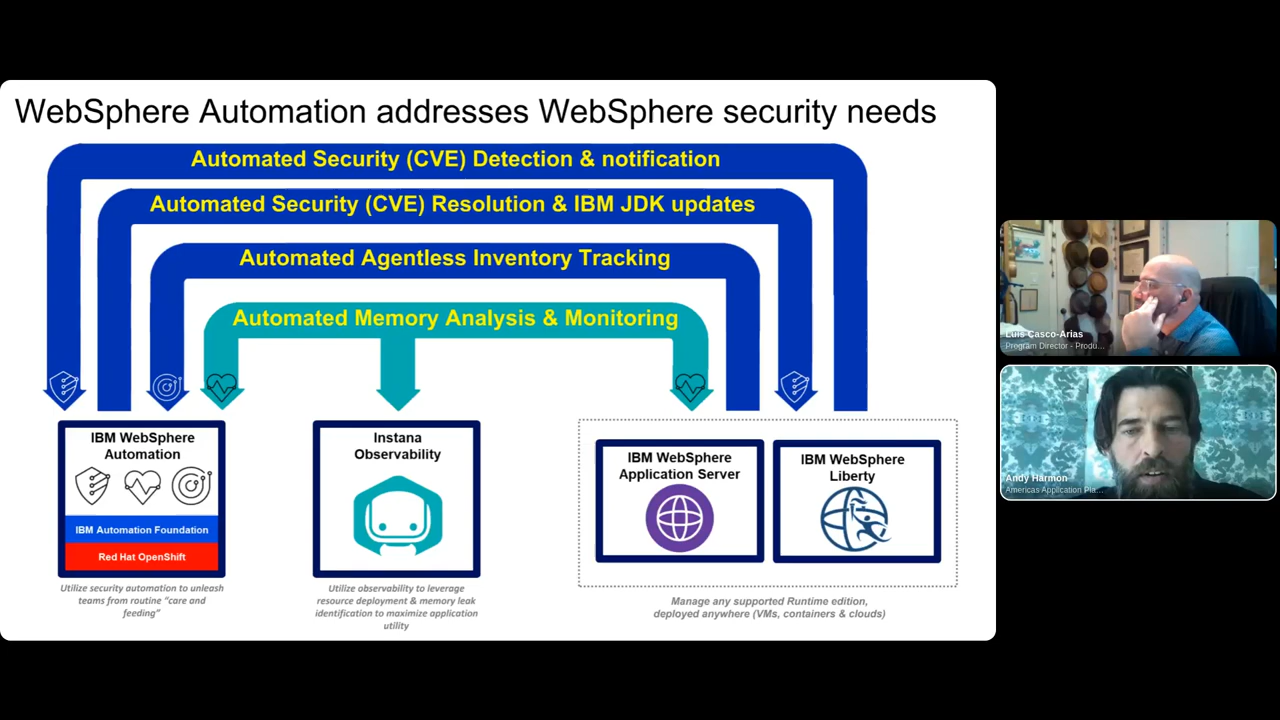 WebSphere Automation addresses WebSphere security needs
Automated Security (CVE) Detection & notification
Automated Security (CVE) Resolution & IBM JDK updates
Automated Agentless Inventory Tracking
Automated Memory Analysis & Monitoring
IBM WebSphere
Automation
IBM Automation Foundation
Red Hat OpenShift
Utilize security automation to unleash
teams from routine "care and
feeding"
Instana
Observability
Utilize observability to leverage
resource deployment & memory leak
identification to maximize application
utility
IBM WebSphere
Application Server
IBM WebSphere
Liberty
Manage any supported Runtime edition,
deployed anywhere (VMs, containers & clouds)
Luis Casco-Arias
Program Director - Produ...
Andy Harmon
Americas Application Pla...